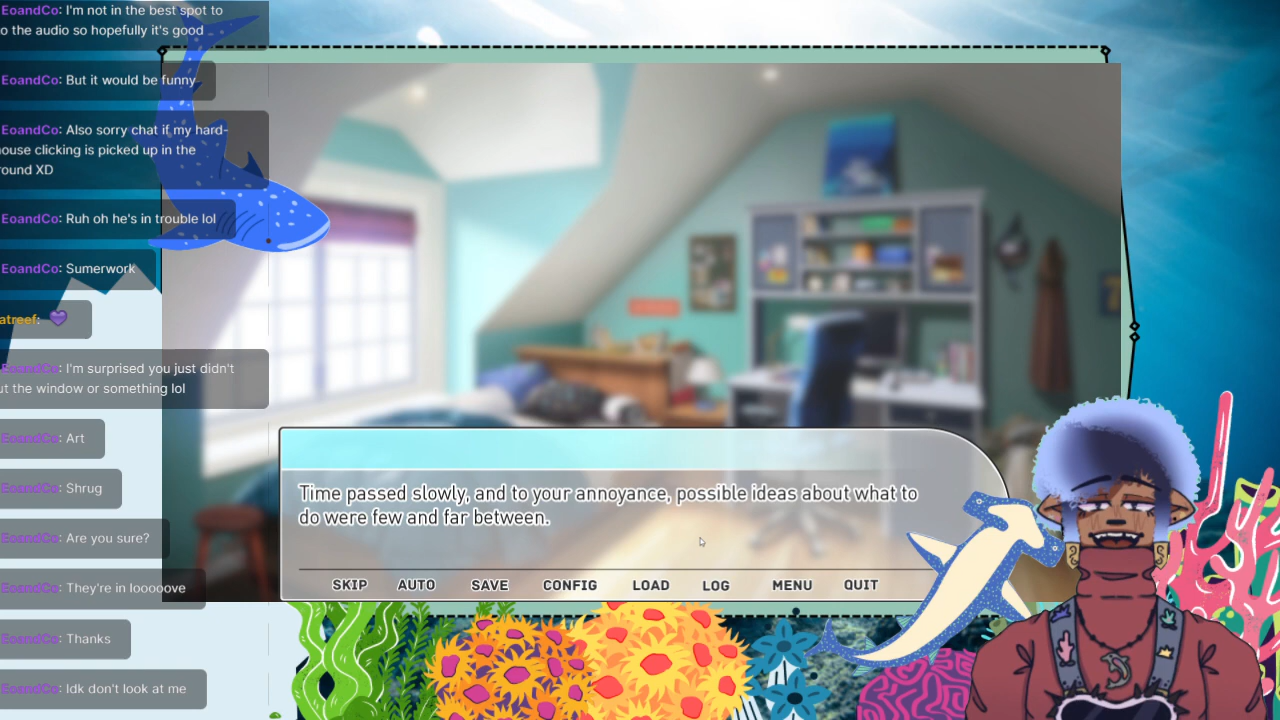 EoandCo: I'm not in the best spot to
o the audio so hopefully it's good
EoandCo: But it would be funny
EoandCo: Also sorry chat if my hard-
ouse clicking is picked up in the
round XD
EoandCo: Ruh oh he's in trouble lol
EoandCo: Sumerwork
atreef:
EoandCo: I'm surprised you just didn't
ut the window or something lol
EoandCo: Art
EoandCo: Shrug
EoandCo: Are you sure?
EoandCo: They're in looooove
EoandCo: Thanks
EoandCo: Idk don't look at me
Time passed slowly, and to your annoyance, possible ideas about what to
do were few and far between.
SKIP AUTO SAVE CONFIG LOAD LOG MENU QUIT